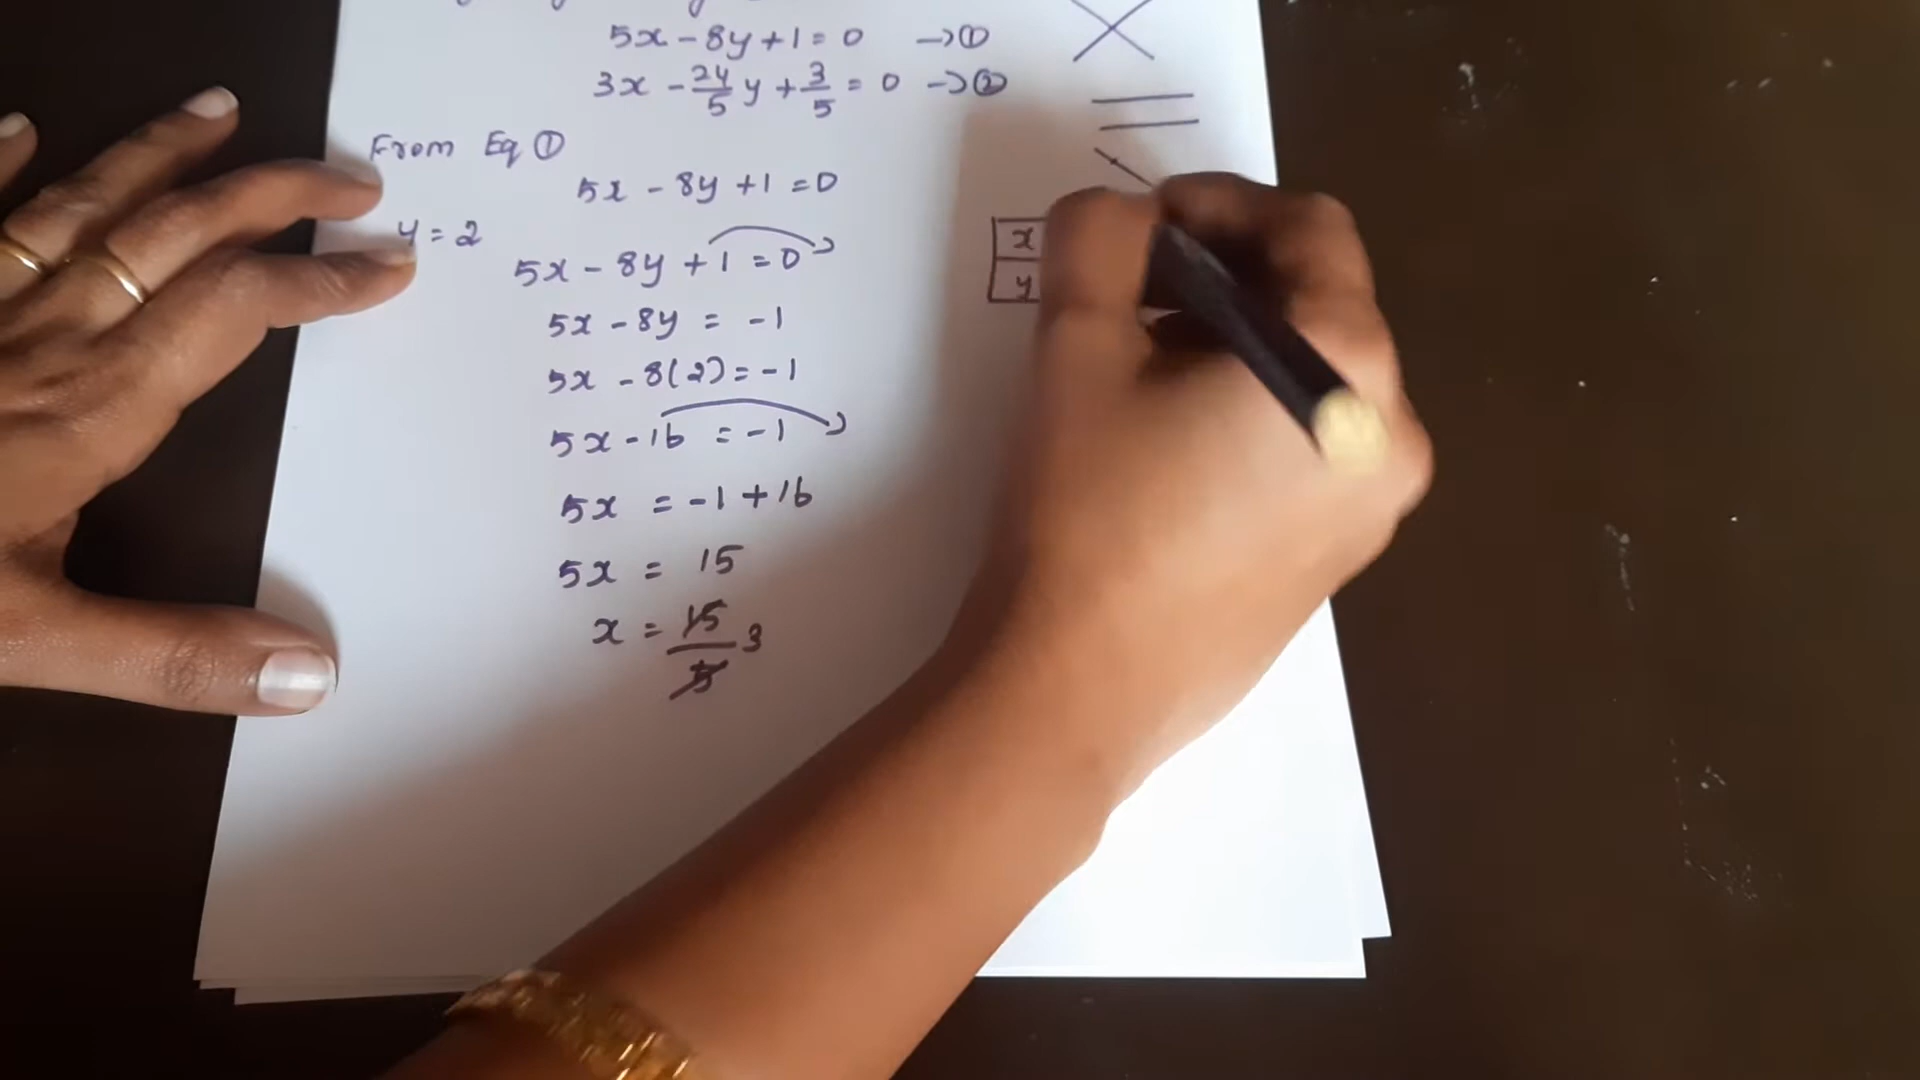 5x - 8y + 1 = 0 → ①
3x - 24/5 y + 3/5 = 0 → ②
From Eq ①
5x - 8y + 1 = 0
y = 2
5x - 8y + 1 = 0
5x - 8y = -1
5x - 8(2) = -1
5x - 16 = -1
5x = -1 + 16
5x = 15
x = 15/5 3
x
y